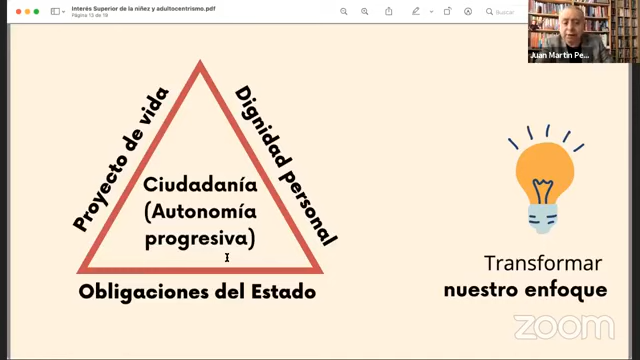 Interés Superior de la niñez y adultocentrismo.pdf
Página 13 de 18
Buscar
Juan Martín Pe...
Proyecto de vida
Dignidad personal
Ciudadanía
(Autonomía
progresiva)
Obligaciones del Estado
Transformar
nuestro enfoque
zoom